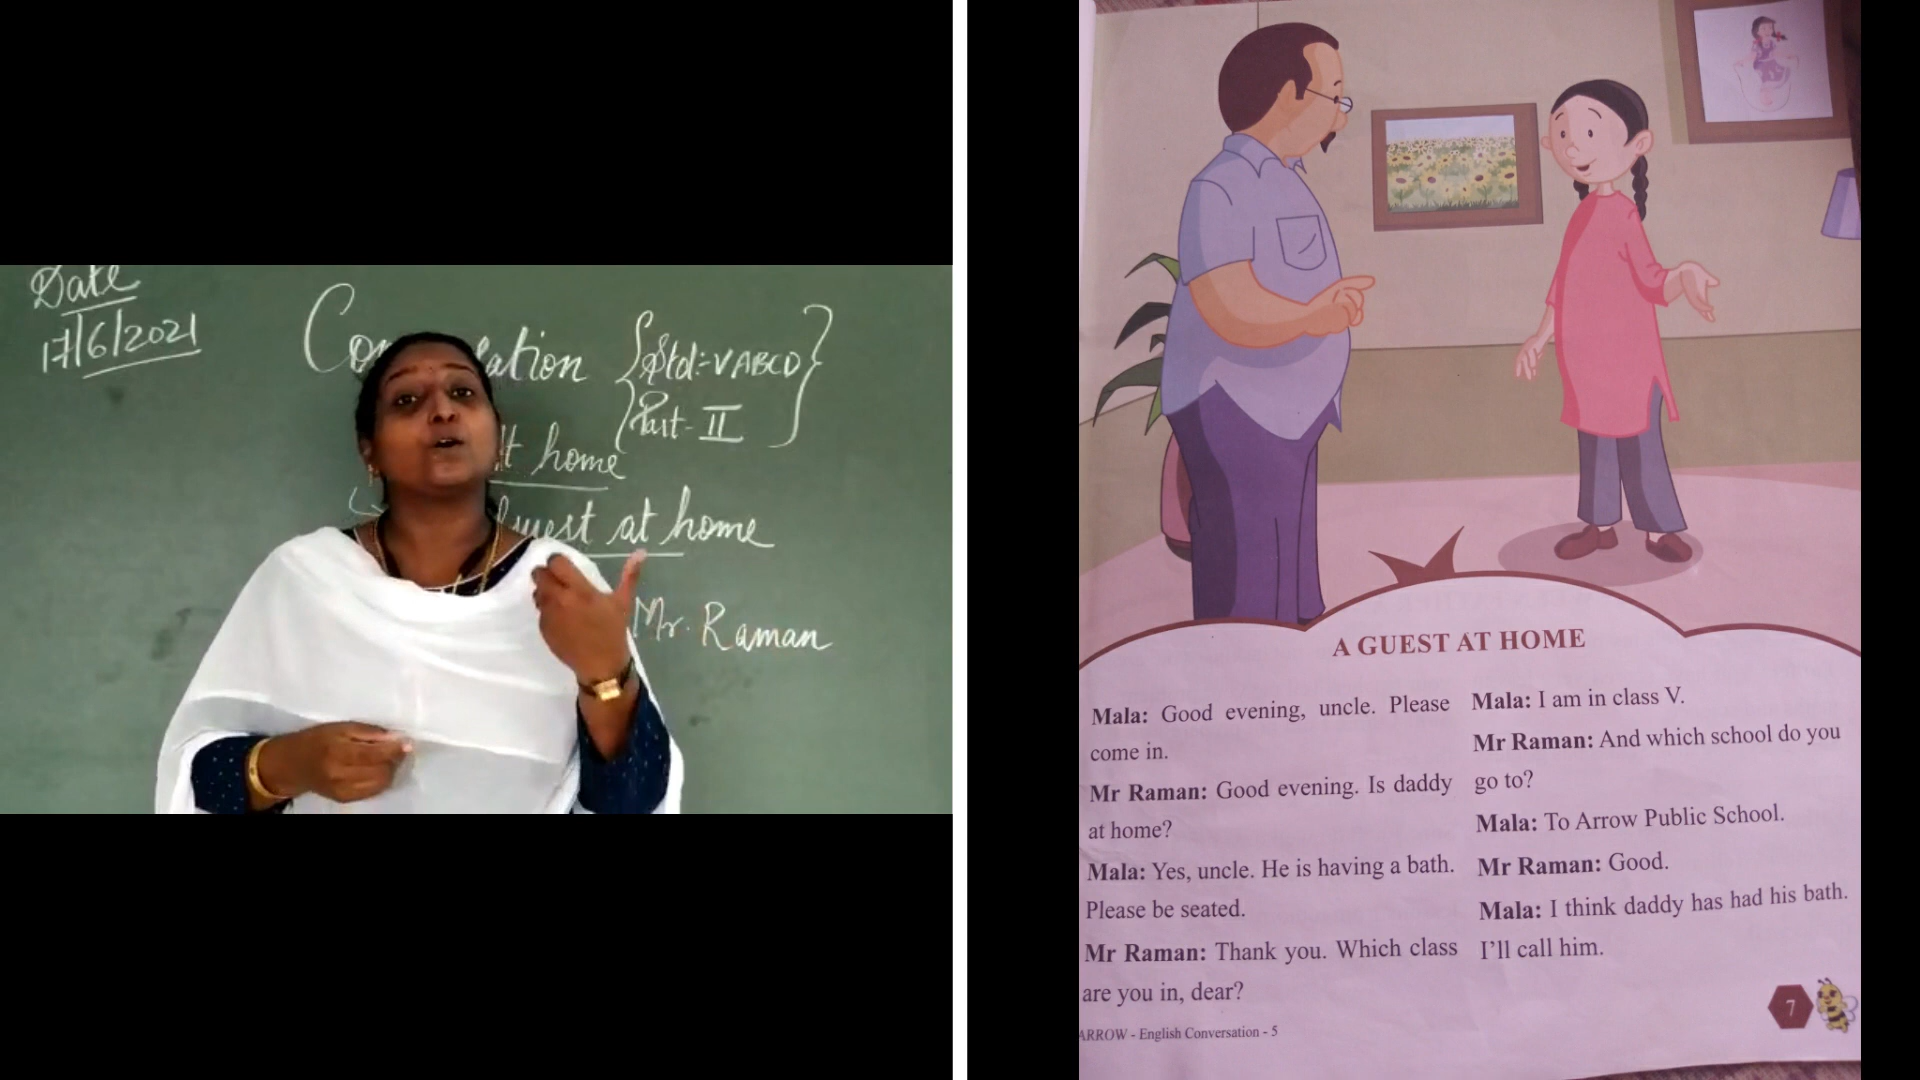 Date
17/6/2021
Std:- V ABCD
Part - II
home
at home
Mr. Raman
A GUEST AT HOME
Mala: Good evening, uncle. Please
come in.
Mr Raman: Good evening. Is daddy
at home?
Mala: Yes, uncle. He is having a bath.
Please be seated.
Mr Raman: Thank you. Which class
are you in, dear?
Mala: I am in class V.
Mr Raman: And which school do you
go to?
Mala: To Arrow Public School.
Mr Raman: Good.
Mala: I think daddy has had his bath.
I'll call him.
ARROW - English Conversation - 5
7